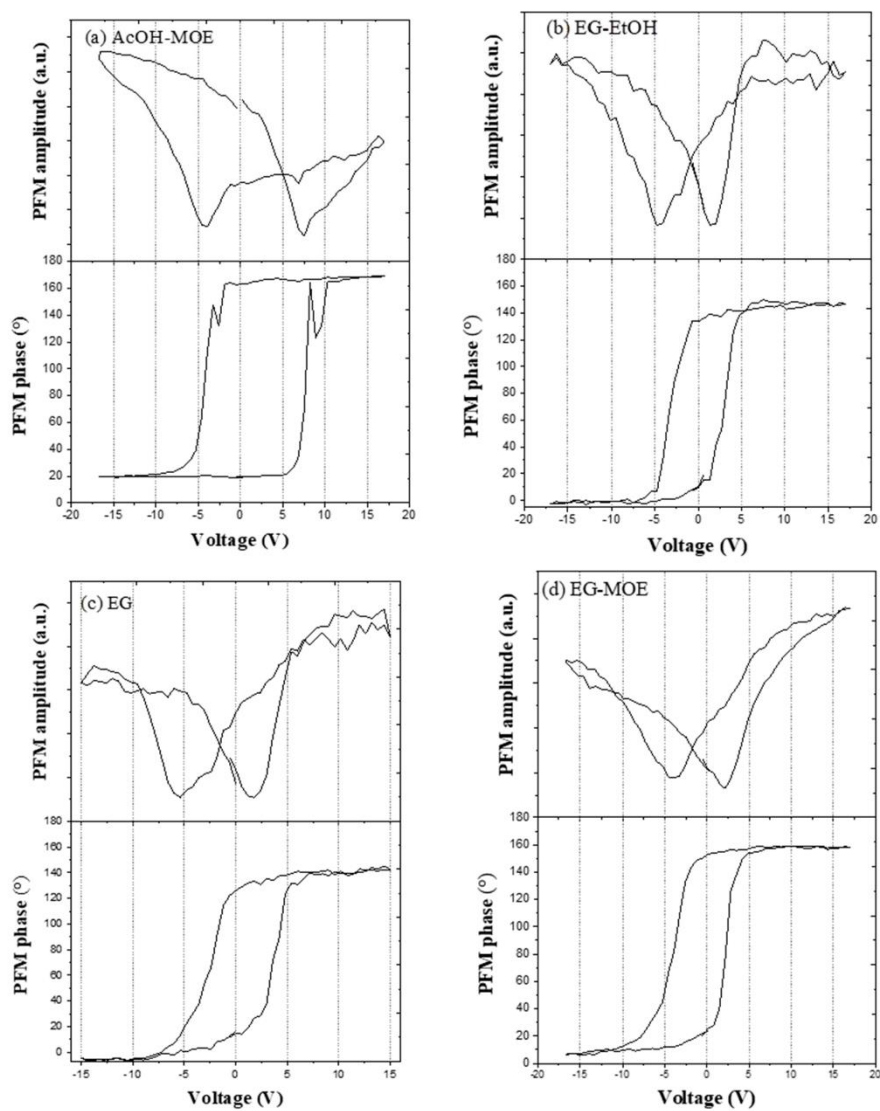 (a) AcOH-MOE
PFM amplitude (a.u.)
180
160
140
120
100
80
60
40
20
0
PFM phase (°)
-20 -15 -10 -5 0 5 10 15 20
Voltage (V)
(b) EG-EtOH
PFM amplitude (a.u.)
180
160
140
120
100
80
60
40
20
0
PFM phase (°)
-20 -15 -10 -5 0 5 10 15 20
Voltage (V)
(c) EG
PFM amplitude (a.u.)
180
160
140
120
100
80
60
40
20
0
PFM phase (°)
-15 -10 -5 0 5 10 15
Voltage (V)
(d) EG-MOE
PFM amplitude (a.u.)
180
160
140
120
100
80
60
40
20
0
PFM phase (°)
-20 -15 -10 -5 0 5 10 15 20
Voltage (V)